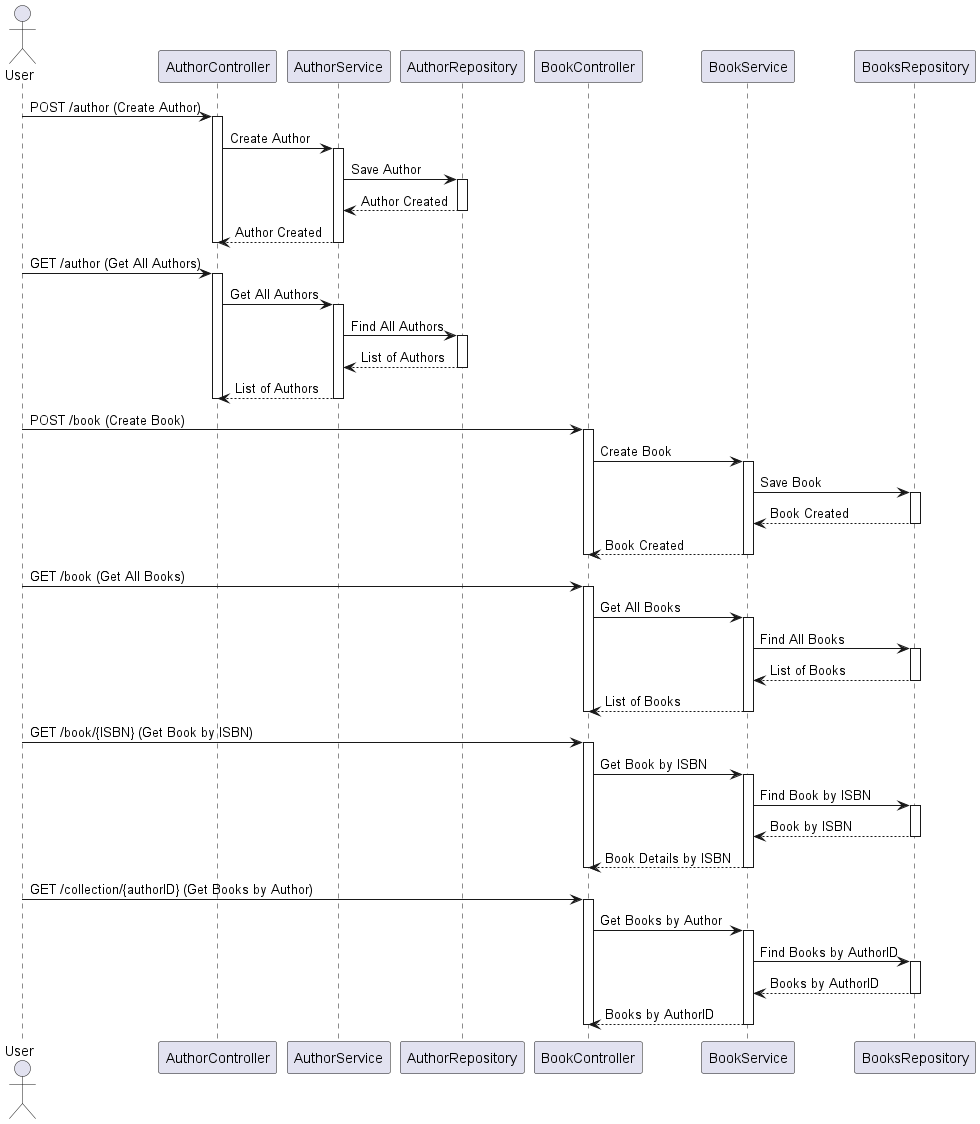 User
AuthorController
AuthorService
AuthorRepository
BookController
BookService
BooksRepository
POST /author (Create Author)
Create Author
Save Author
Author Created
Author Created
GET /author (Get All Authors)
Get All Authors
Find All Authors
List of Authors
List of Authors
POST /book (Create Book)
Create Book
Save Book
Book Created
Book Created
GET /book (Get All Books)
Get All Books
Find All Books
List of Books
List of Books
GET /book/{ISBN} (Get Book by ISBN)
Get Book by ISBN
Find Book by ISBN
Book by ISBN
Book Details by ISBN
GET /collection/{authorID} (Get Books by Author)
Get Books by Author
Find Books by AuthorID
Books by AuthorID
Books by AuthorID
User
AuthorController
AuthorService
AuthorRepository
BookController
BookService
BooksRepository